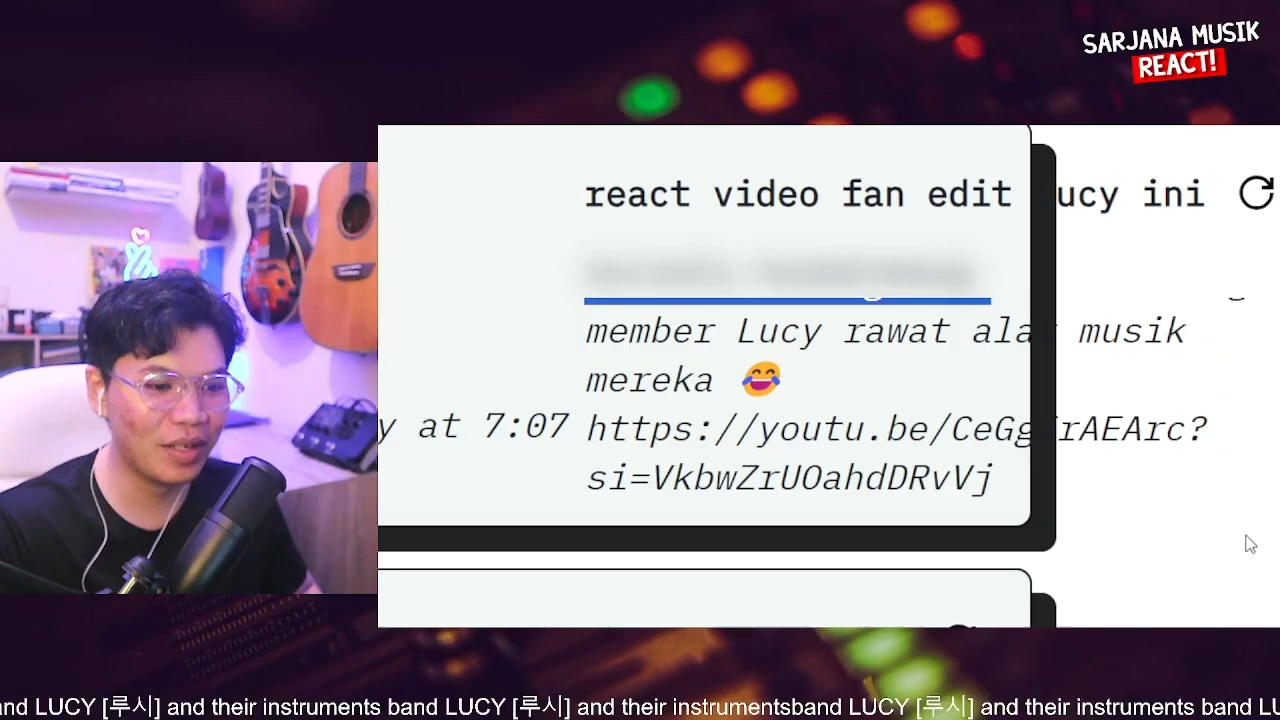 SARJANA MUSIK
REACT!
react video fan edit ucy ini
member Lucy rawat alat musik
mereka 😂
y at 7:07
https://youtu.be/CeGg rAEArc?
si=VkbwZrUOahdDRvVj
and LUCY [루시] and their instruments band LUCY [루시] and their instrumentsband LUCY [루시] and their instruments band LU